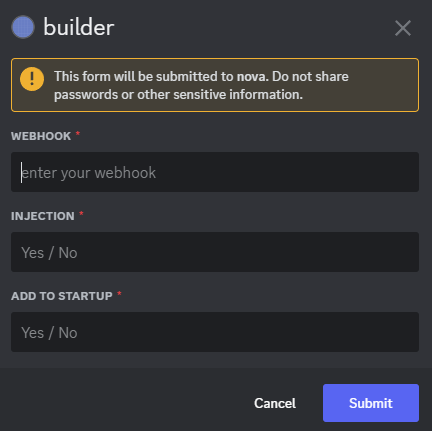 builder
This form will be submitted to nova. Do not share
passwords or other sensitive information.
WEBHOOK *
enter your webhook
INJECTION *
Yes / No
ADD TO STARTUP *
Yes / No
Cancel
Submit